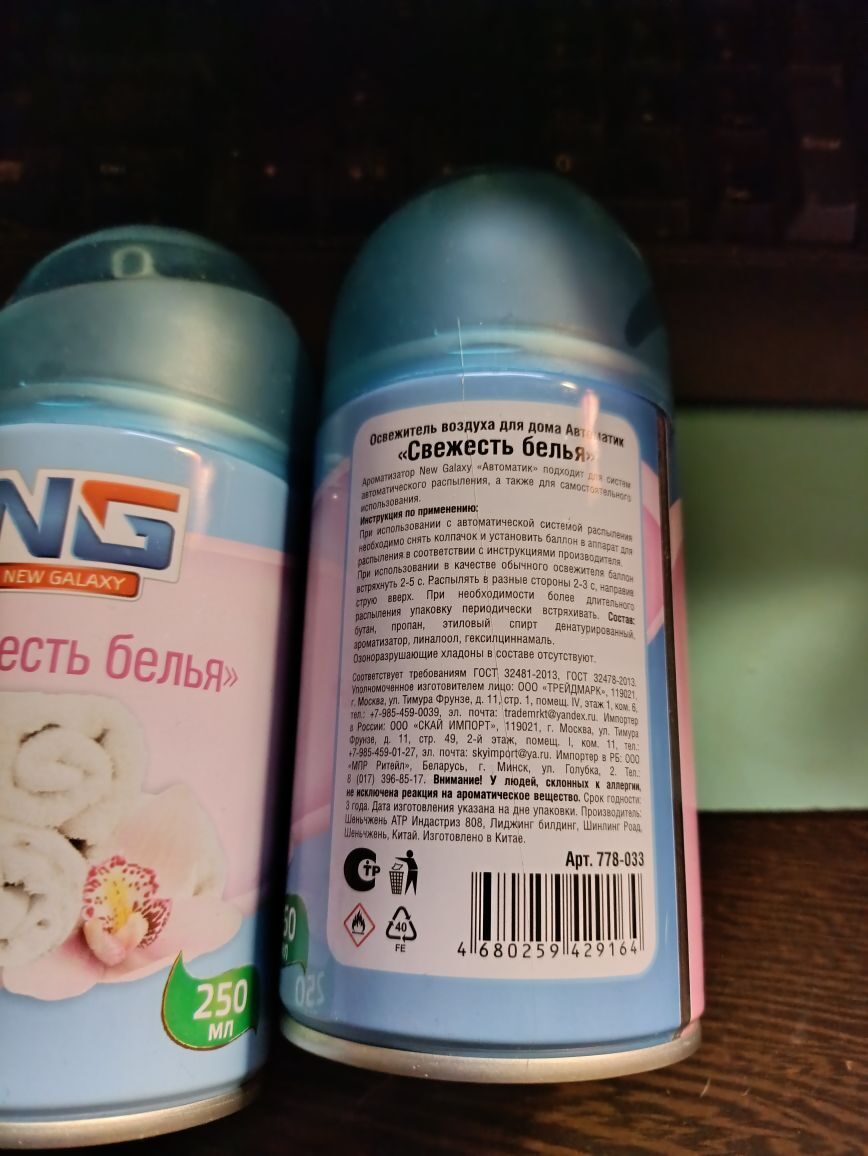 NG
NEW GALAXY
есть белья»
250
МЛ
Освежитель воздуха для дома Автоматик
«Свежесть белья»
Ароматизатор New Galaxy «Автоматик» подходит для систем
автоматического распыления, а также для самостоятельного
использования.
Инструкция по применению:
При использовании с автоматической системой распыления
необходимо снять колпачок и установить баллон в аппарат для
распыления в соответствии с инструкциями производителя.
При использовании в качестве обычного освежителя баллон
встряхнуть 2-5 с. Распылять в разные стороны 2-3 с, направив
струю вверх. При необходимости более длительного
распыления упаковку периодически встряхивать. Состав:
бутан, пропан, этиловый спирт денатурированный,
ароматизатор, линалоол, гексилциннамаль.
Озоноразрушающие хладоны в составе отсутствуют.
Соответствует требованиям ГОСТ 32481-2013, ГОСТ 32478-2013.
Уполномоченное изготовителем лицо: ООО «ТРЕЙДМАРК», 119021,
г. Москва, ул. Тимура Фрунзе, д. 11, стр. 1, помещ. IV, этаж 1, ком. 6,
тел.: +7-985-459-0039, эл. почта: trademrkt@yandex.ru. Импортер
в России: ООО «СКАЙ ИМПОРТ», 119021, г. Москва, ул. Тимура
Фрунзе, д. 11, стр. 49, 2-й этаж, помещ. I, ком. 11, тел.:
+7-985-459-01-27, эл. почта: skyimport@ya.ru. Импортер в РБ: ООО
«МПР Ритейл», Беларусь, г. Минск, ул. Голубка, 2. Тел.:
8 (017) 396-85-17. Внимание! У людей, склонных к аллергии,
не исключена реакция на ароматическое вещество. Срок годности:
3 года. Дата изготовления указана на дне упаковки. Производитель:
Шеньчжень АТР Индастриз 808, Лиджинг билдинг, Шинлинг Роад,
Шеньчжень, Китай. Изготовлено в Китае.
Арт. 778-033
СТР
40
FE
4 680259 429164
250